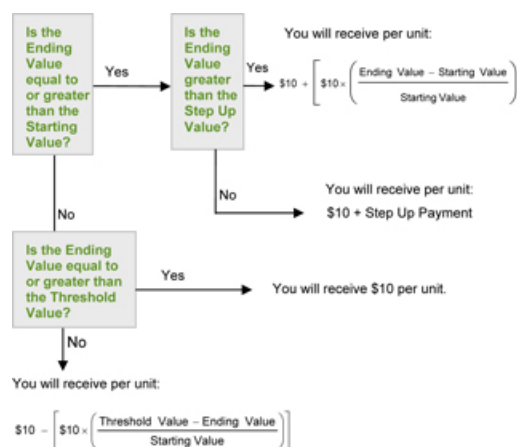 Is the
Ending
Value
equal to
or greater
than the
Starting
Value?
Yes
Is the
Ending
Value
greater
than the
Step Up
Value?
Yes
You will receive per unit:
$10 + [ $10 × ( Ending Value – Starting Value
Starting Value ) ]
No
You will receive per unit:
$10 + Step Up Payment
No
Is the Ending
Value equal to
or greater than
the Threshold
Value?
Yes
You will receive $10 per unit.
No
You will receive per unit:
$10 – [ $10 × ( Threshold Value – Ending Value
Starting Value ) ]